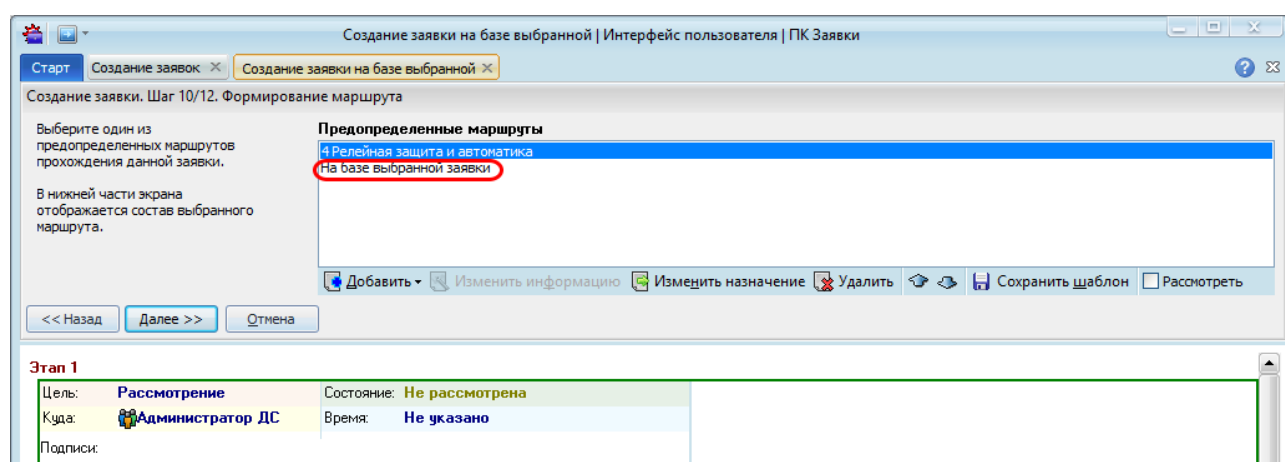 Создание заявки на базе выбранной | Интерфейс пользователя | ПК Заявки
Старт Создание заявок Создание заявки на базе выбранной
Создание заявки. Шаг 10/12. Формирование маршрута
Выберите один из
предопределенных маршрутов
прохождения данной заявки.
В нижней части экрана
отображается состав выбранного
маршрута.
Предопределенные маршруты
4 Релейная защита и автоматика
На базе выбранной заявки
Добавить Изменить информацию Изменить назначение Удалить Сохранить шаблон Рассмотреть
<< Назад Далее >> Отмена
Этап 1
Цель: Рассмотрение Состояние: Не рассмотрена
Куда: Администратор ДС Время: Не указано
Подписи: